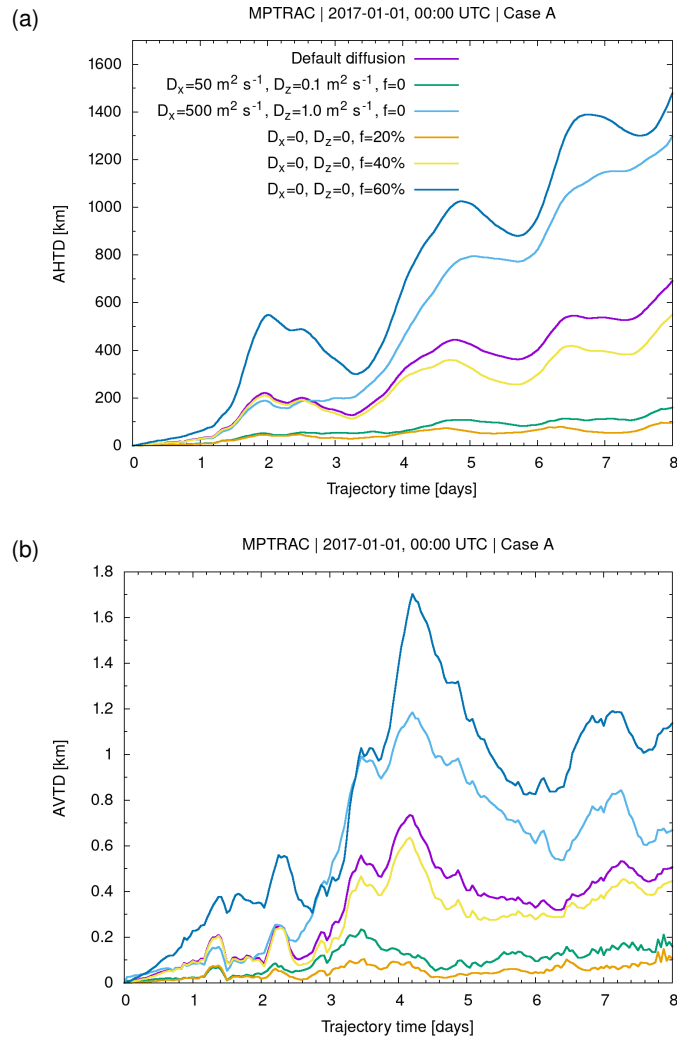 (a)
MPTRAC | 2017-01-01, 00:00 UTC | Case A
AHTD [km]
1600
1400
1200
1000
800
600
400
200
0
Default diffusion
Dx=50 m² s⁻¹, Dz=0.1 m² s⁻¹, f=0
Dx=500 m² s⁻¹, Dz=1.0 m² s⁻¹, f=0
Dx=0, Dz=0, f=20%
Dx=0, Dz=0, f=40%
Dx=0, Dz=0, f=60%
0 1 2 3 4 5 6 7 8
Trajectory time [days]
(b)
MPTRAC | 2017-01-01, 00:00 UTC | Case A
AVTD [km]
1.8
1.6
1.4
1.2
1
0.8
0.6
0.4
0.2
0
0 1 2 3 4 5 6 7 8
Trajectory time [days]